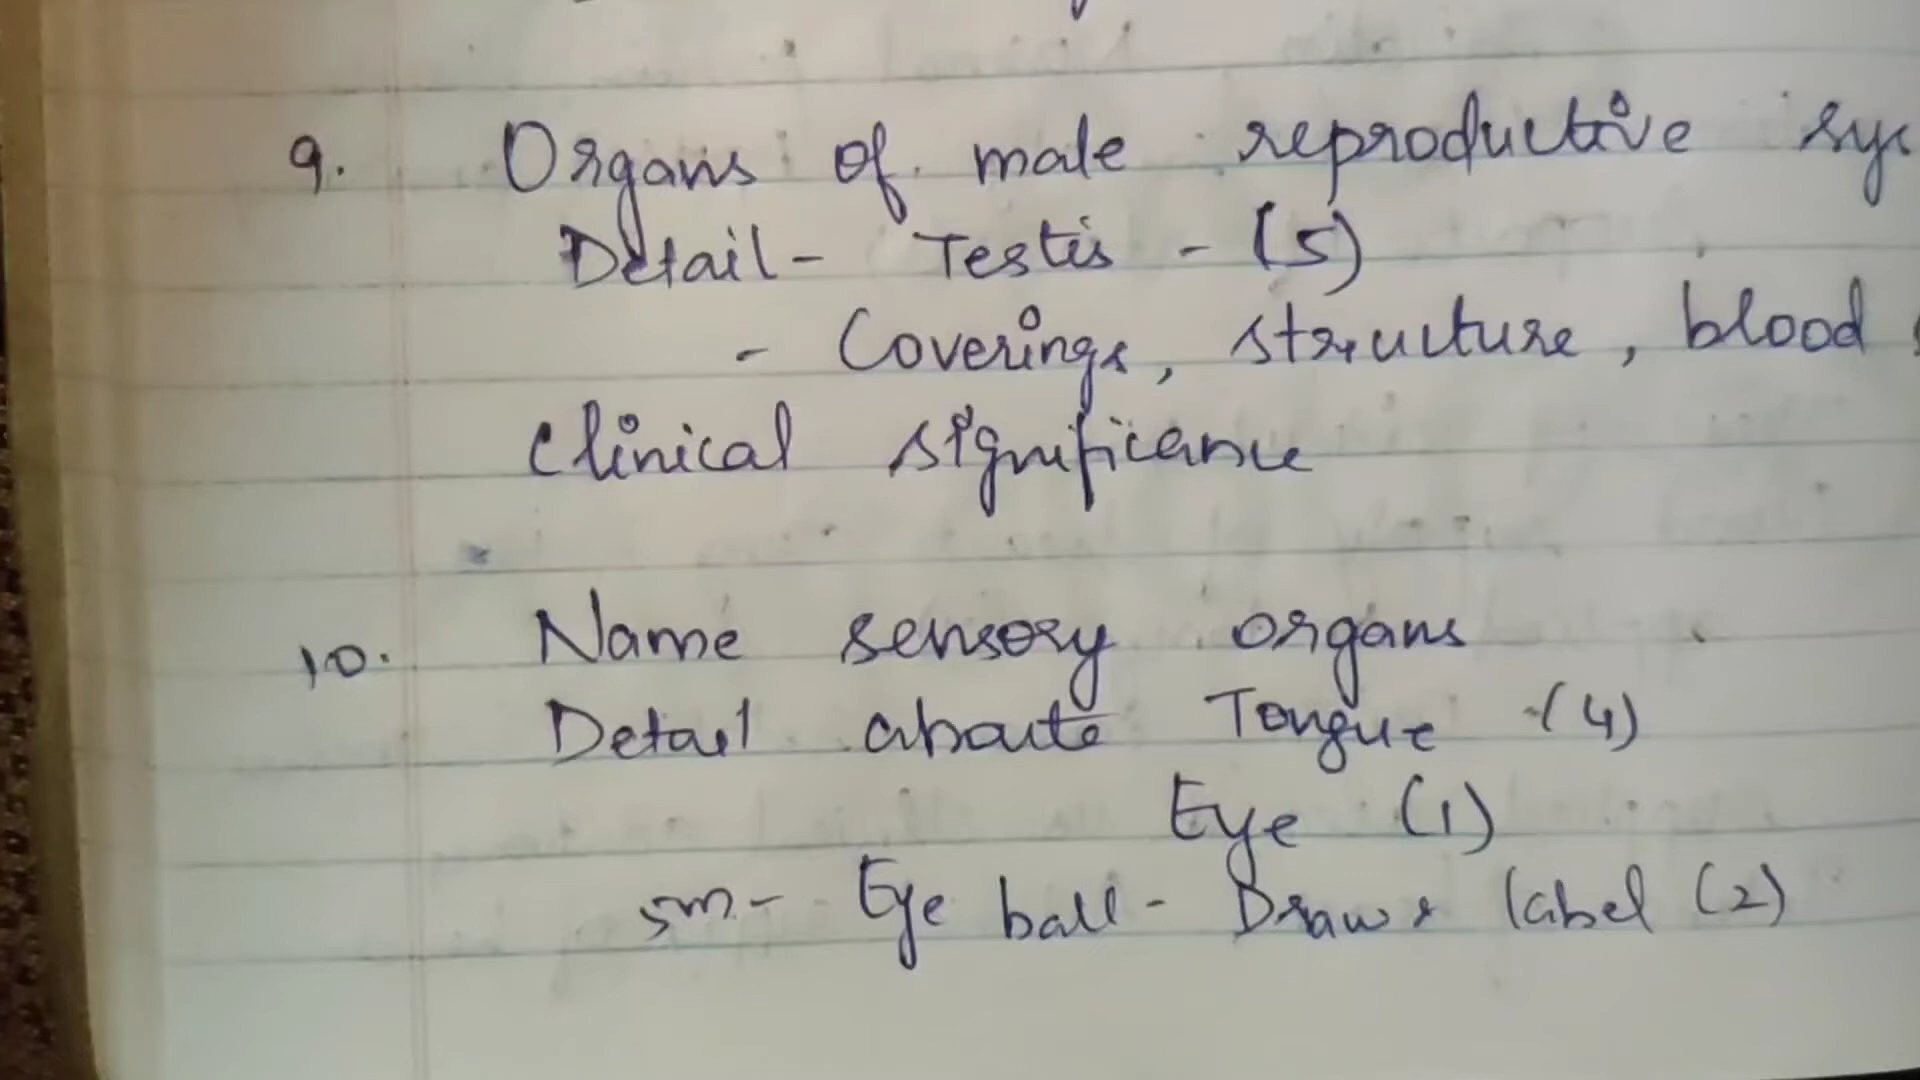 9. Organs of male reproductive sys
Detail - Testis - (5)
- Coverings, structure, blood
Clinical significance
10. Name sensory organs
Detail aboute Tongue (4)
Eye (1)
5m - Eye ball - Draw & label (2)